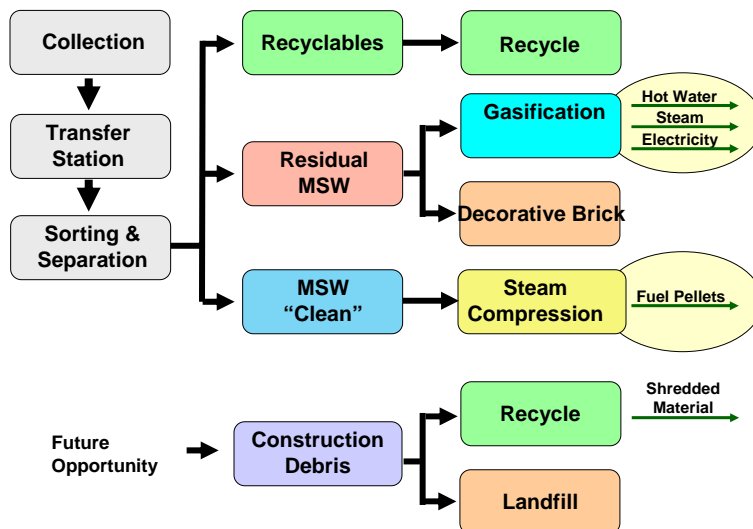 Collection
Transfer
Station
Sorting &
Separation
Recyclables
Recycle
Residual
MSW
Gasification
Hot Water
Steam
Electricity
Decorative Brick
MSW
“Clean”
Steam
Compression
Fuel Pellets
Future
Opportunity
Construction
Debris
Recycle
Shredded
Material
Landfill